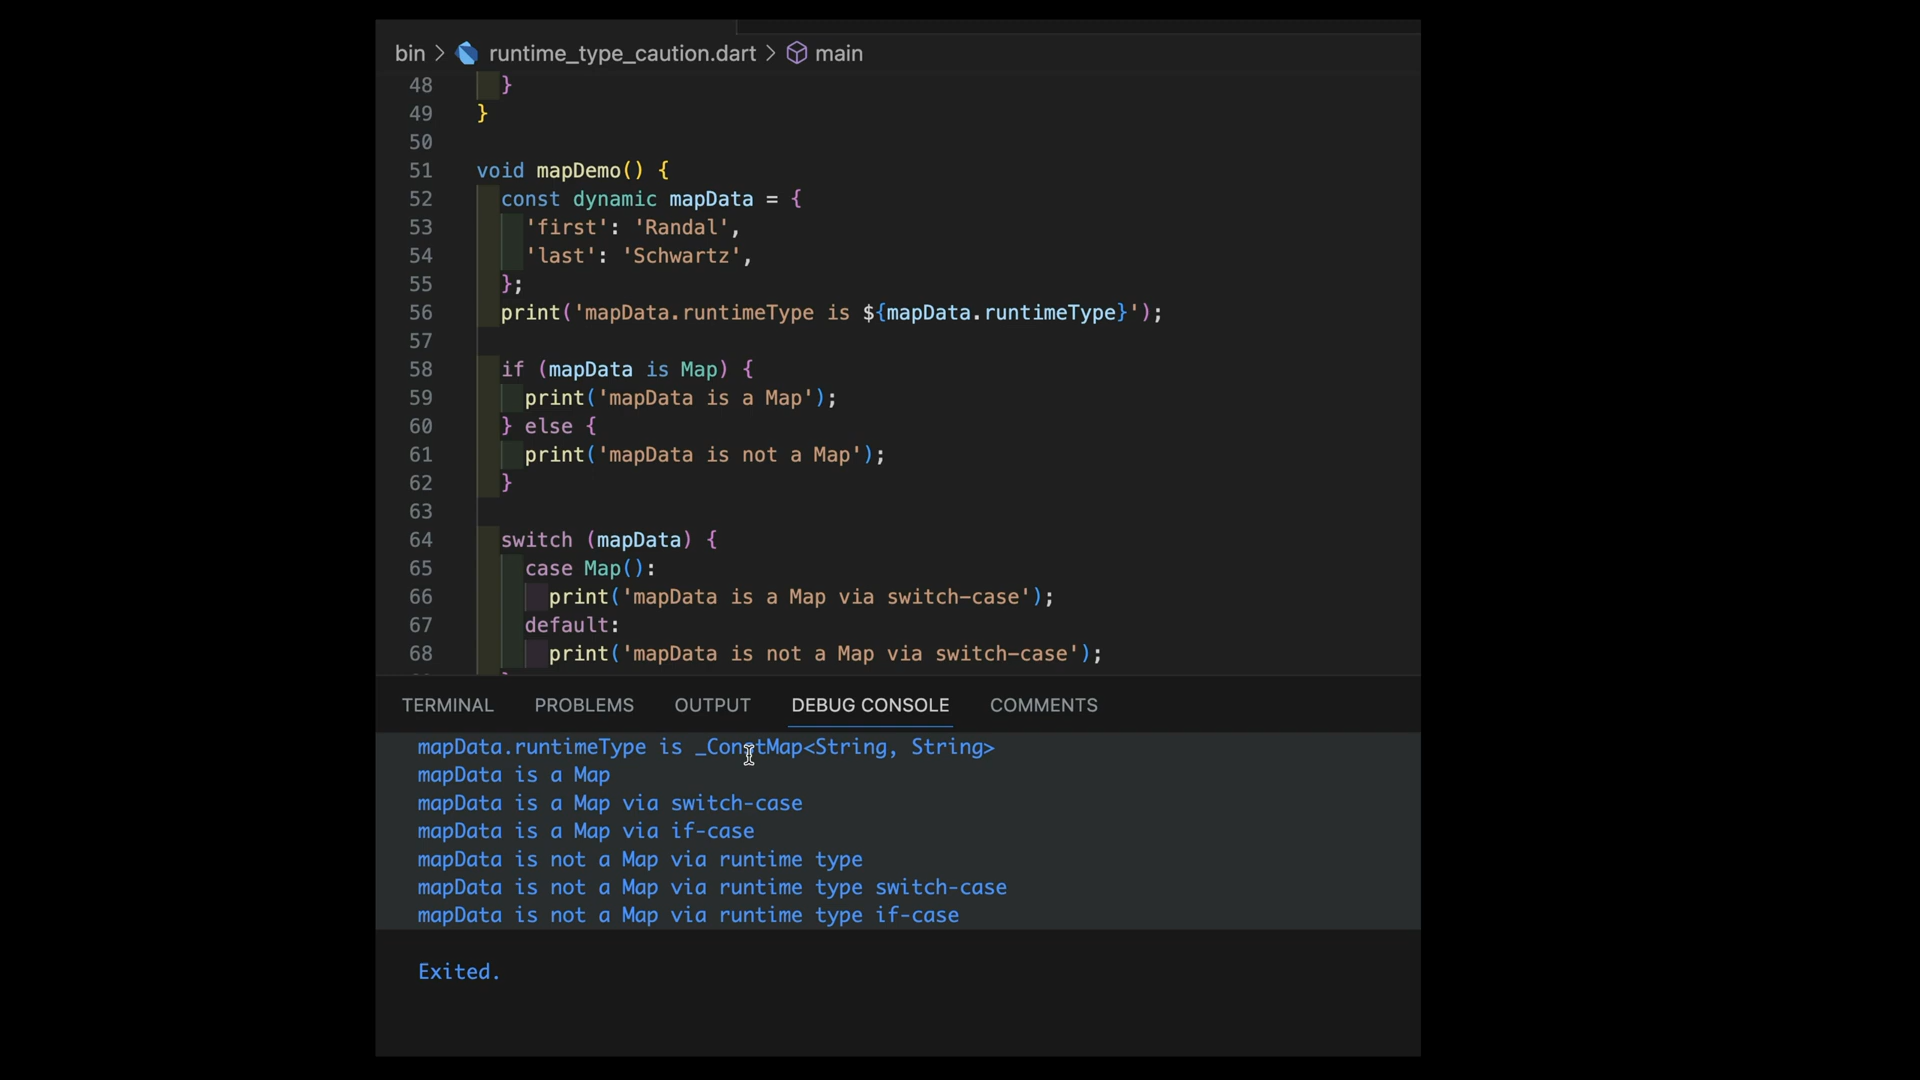 bin > runtime_type_caution.dart > main
48 }
49 }
50
51 void mapDemo() {
52 const dynamic mapData = {
53 'first': 'Randal',
54 'last': 'Schwartz',
55 };
56 print('mapData.runtimeType is ${mapData.runtimeType}');
57
58 if (mapData is Map) {
59 print('mapData is a Map');
60 } else {
61 print('mapData is not a Map');
62 }
63
64 switch (mapData) {
65 case Map():
66 print('mapData is a Map via switch-case');
67 default:
68 print('mapData is not a Map via switch-case');
TERMINAL PROBLEMS OUTPUT DEBUG CONSOLE COMMENTS
mapData.runtimeType is _ConstMap<String, String>
mapData is a Map
mapData is a Map via switch-case
mapData is a Map via if-case
mapData is not a Map via runtime type
mapData is not a Map via runtime type switch-case
mapData is not a Map via runtime type if-case
Exited.